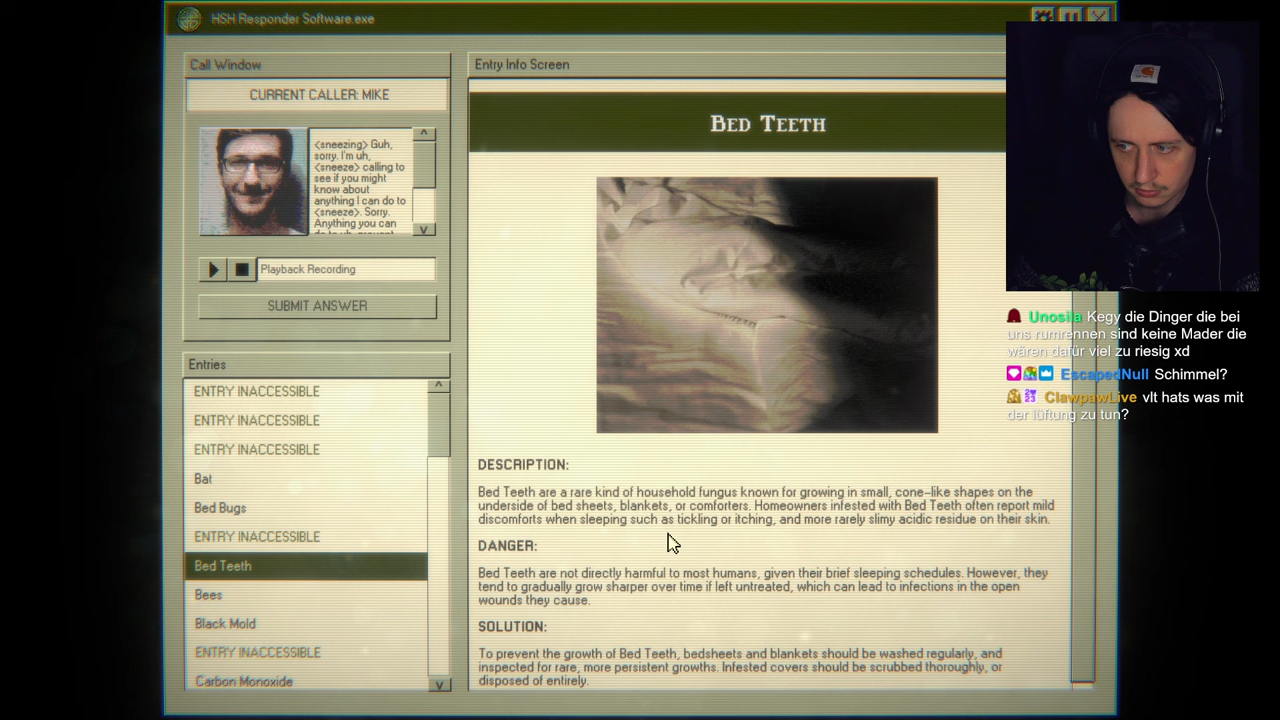 HSH Responder Software.exe
Call Window
CURRENT CALLER: MIKE
<sneezing> Guh,
sorry. I'm uh,
<sneeze> calling to
see if you might
know about
anything I can do to
<sneeze>. Sorry.
Anything you can
Playback Recording
SUBMIT ANSWER
Entries
ENTRY INACCESSIBLE
ENTRY INACCESSIBLE
ENTRY INACCESSIBLE
Bat
Bed Bugs
ENTRY INACCESSIBLE
Bed Teeth
Bees
Black Mold
ENTRY INACCESSIBLE
Carbon Monoxide
Entry Info Screen
BED TEETH
DESCRIPTION:
Bed Teeth are a rare kind of household fungus known for growing in small, cone-like shapes on the
underside of bed sheets, blankets, or comforters. Homeowners infested with Bed Teeth often report mild
discomforts when sleeping such as tickling or itching, and more rarely slimy acidic residue on their skin.
DANGER:
Bed Teeth are not directly harmful to most humans, given their brief sleeping schedules. However, they
tend to gradually grow sharper over time if left untreated, which can lead to infections in the open
wounds they cause.
SOLUTION:
To prevent the growth of Bed Teeth, bedsheets and blankets should be washed regularly, and
inspected for rare, more persistent growths. Infested covers should be scrubbed thoroughly, or
disposed of entirely.
Unosila Kegy die Dinger die bei
uns rumrennen sind keine Mader die
wären dafür viel zu riesig xd
EscapedNull Schimmel?
ClawpawLive vlt hats was mit
der lüftung zu tun?